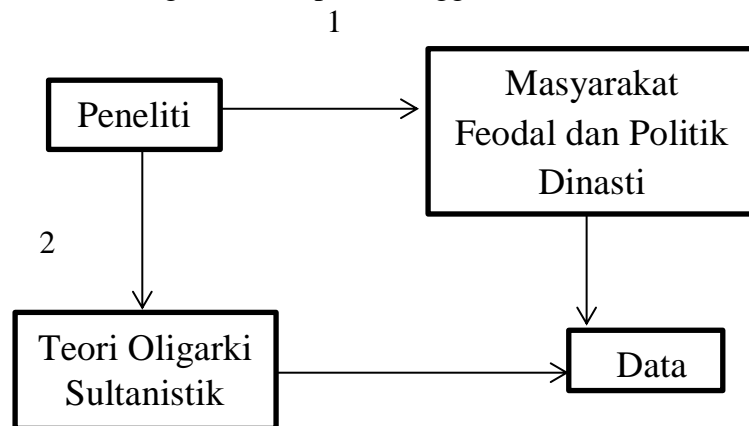 1
Masyarakat
Feodal dan Politik
Dinasti
Peneliti
2
Teori Oligarki
Sultanistik
Data